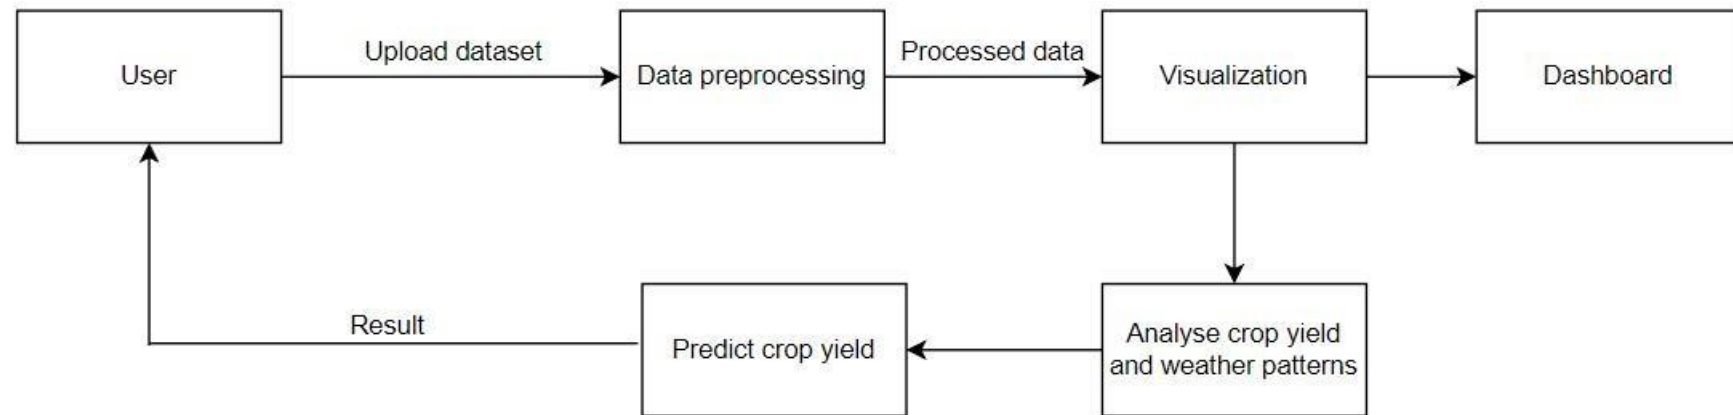 User
Upload dataset
Data preprocessing
Processed data
Visualization
Dashboard
Result
Predict crop yield
Analyse crop yield
and weather patterns